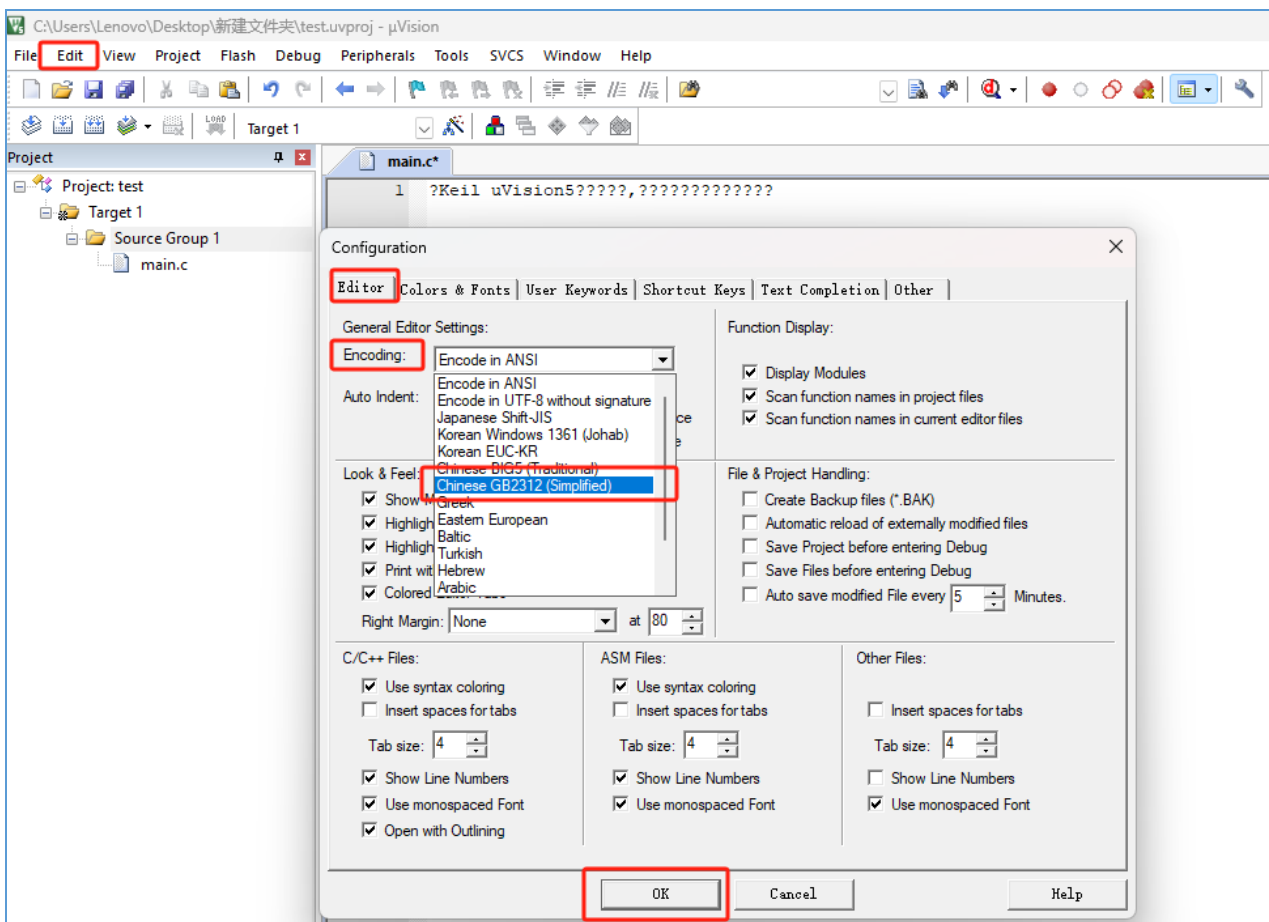 C:\Users\Lenovo\Desktop\新建文件夹\test.uvproj - µVision
File Edit View Project Flash Debug Peripherals Tools SVCS Window Help
LOAD Target 1
Project
main.c*
Project: test
Target 1
Source Group 1
main.c
1 ?Keil uVision5?????,?????????????
Configuration
Editor Colors & Fonts User Keywords Shortcut Keys Text Completion Other
General Editor Settings:
Encoding: Encode in ANSI
Encode in ANSI
Encode in UTF-8 without signature
Japanese Shift-JIS
Korean Windows 1361 (Johab)
Korean EUC-KR
Chinese BIG5 (Traditional)
Chinese GB2312 (Simplified)
Greek
Eastern European
Baltic
Turkish
Hebrew
Arabic
Auto Indent:
Look & Feel:
Show
Highligh
Highligh
Print wit
Colored
Right Margin: None at 80
Function Display:
Display Modules
Scan function names in project files
Scan function names in current editor files
File & Project Handling:
Create Backup files (*.BAK)
Automatic reload of externally modified files
Save Project before entering Debug
Save Files before entering Debug
Auto save modified File every 5 Minutes.
C/C++ Files:
Use syntax coloring
Insert spaces for tabs
Tab size: 4
Show Line Numbers
Use monospaced Font
Open with Outlining
ASM Files:
Use syntax coloring
Insert spaces for tabs
Tab size: 4
Show Line Numbers
Use monospaced Font
Other Files:
Insert spaces for tabs
Tab size: 4
Show Line Numbers
Use monospaced Font
OK Cancel Help